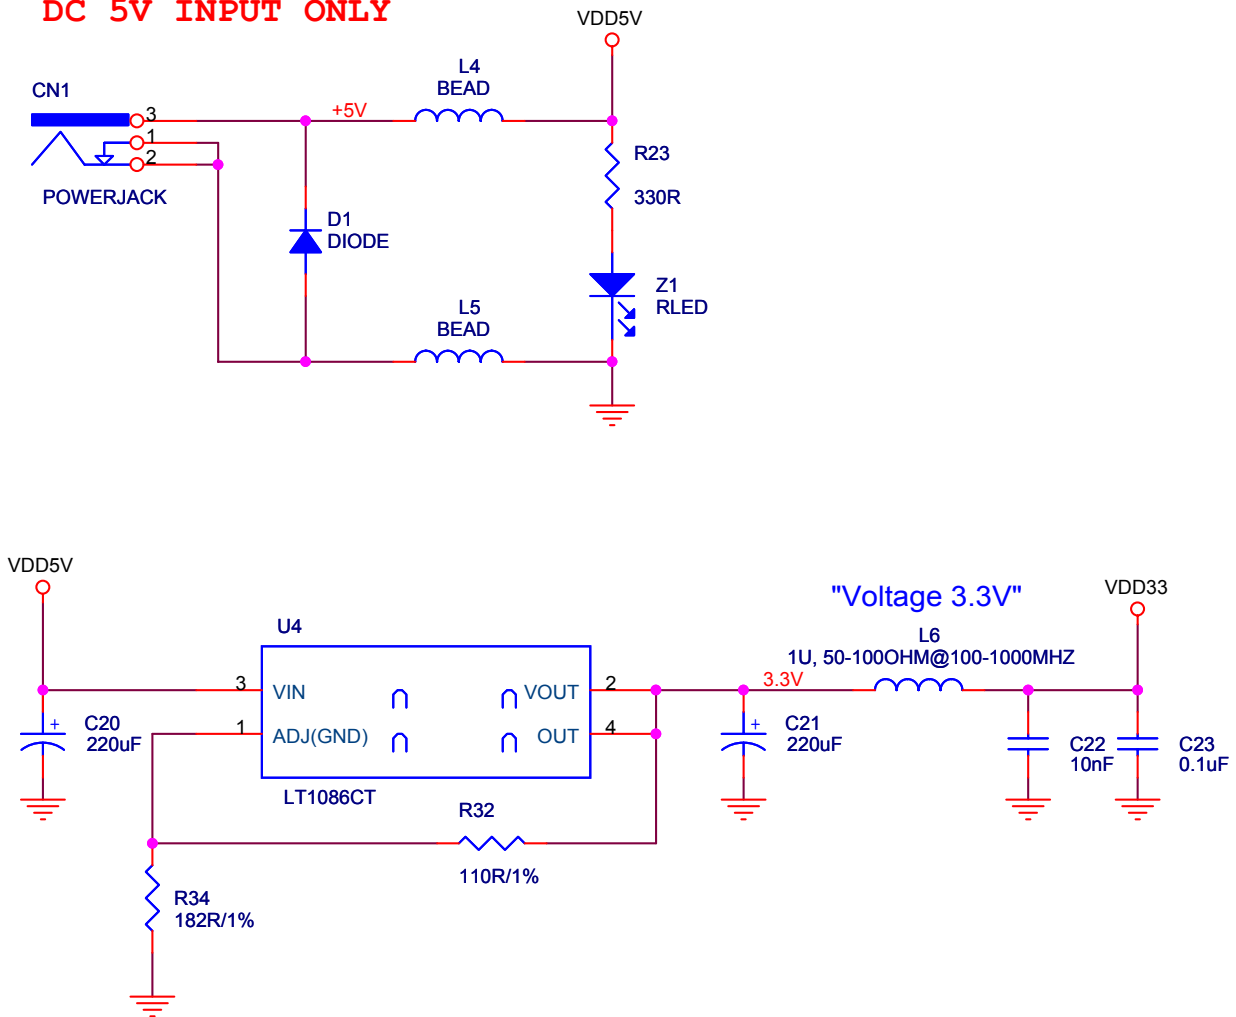 DC 5V INPUT ONLY
VDD5V
CN1
3
1
2
POWERJACK
+5V
L4
BEAD
R23
330R
D1
DIODE
Z1
RLED
L5
BEAD
VDD5V
U4
3
VIN
1
ADJ(GND)
VOUT
2
OUT
4
LT1086CT
+
C20
220uF
R32
110R/1%
R34
182R/1%
"Voltage 3.3V"
L6
1U, 50-100OHM@100-1000MHZ
3.3V
VDD33
+
C21
220uF
C22
10nF
C23
0.1uF